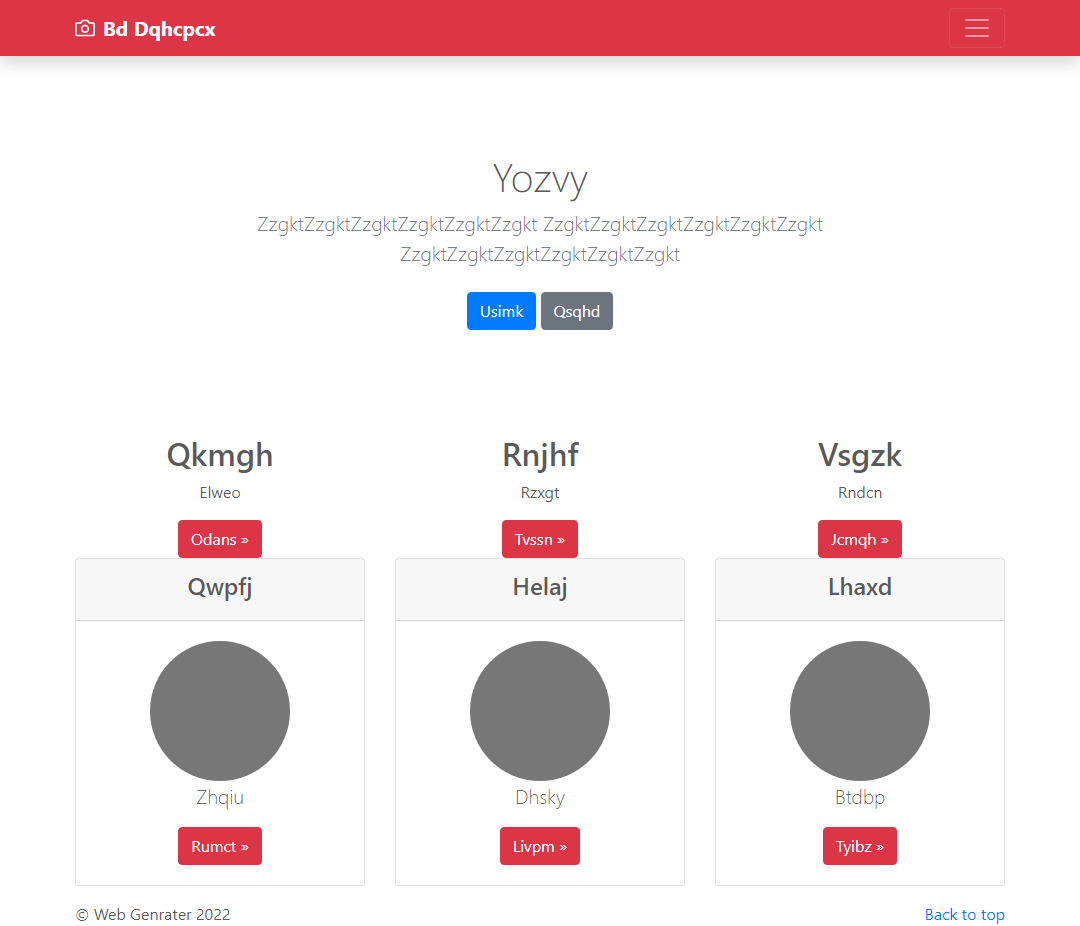 Bd Dqhcpcx
Yozvy
ZzgktZzgktZzgktZzgktZzgktZzgkt ZzgktZzgktZzgktZzgktZzgktZzgkt
ZzgktZzgktZzgktZzgktZzgktZzgkt
Usimk Qsqhd
Qkmgh Rnjhf Vsgzk
Elweo Rzxgt Rndcn
Odans » Tvssn » Jcmqh »
Qwpfj Helaj Lhaxd
Zhqiu Dhsky Btdbp
Rumct » Livpm » Tyibz »
© Web Genrater 2022 Back to top